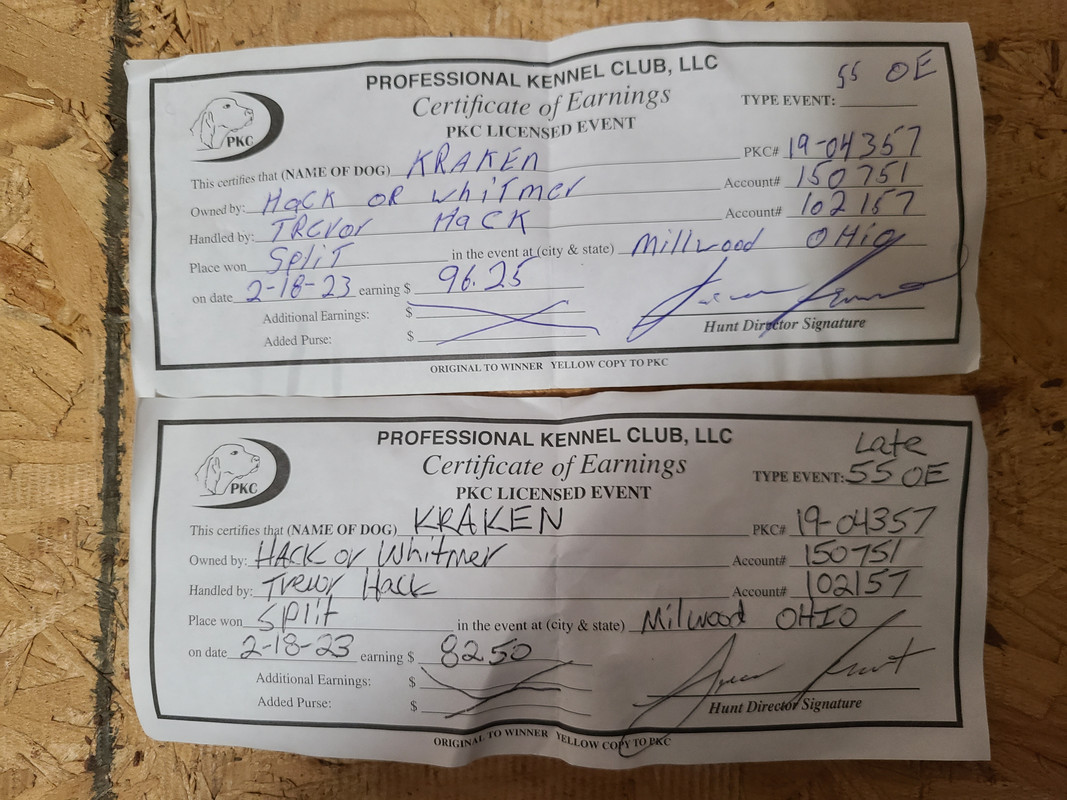 PROFESSIONAL KENNEL CLUB, LLC
55 OE
Certificate of Earnings
TYPE EVENT:
PKC LICENSED EVENT
PKC
This certifies that (NAME OF DOG) KRAKEN PKC# 19-04357
Owned by: HACK OR WHITMER Account# 150751
Handled by: TREVOR HACK Account# 102157
Place won Split in the event at (city & state) Millwood OHio
on date 2-18-23 earning $ 96.25
Additional Earnings: $
Hunt Director Signature
Added Purse: $
ORIGINAL TO WINNER YELLOW COPY TO PKC
PROFESSIONAL KENNEL CLUB, LLC
Late
Certificate of Earnings
TYPE EVENT: 55 OE
PKC LICENSED EVENT
PKC
This certifies that (NAME OF DOG) KRAKEN PKC# 19-04357
Owned by: HACK or Whitmer Account# 150751
Handled by: Trevor Hack Account# 102157
Place won Split in the event at (city & state) Milwood OHIO
on date 2-18-23 earning $ 82.50
Additional Earnings: $
Added Purse: $
Hunt Director Signature
ORIGINAL TO WINNER YELLOW COPY TO PKC